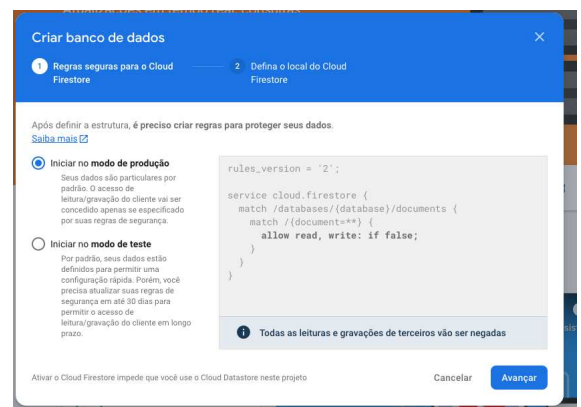 Atualizações em tempo real, consultas
Criar banco de dados
1 Regras seguras para o Cloud
Firestore
2 Defina o local do Cloud
Firestore
Após definir a estrutura, é preciso criar regras para proteger seus dados.
Saiba mais
Iniciar no modo de produção
Seus dados são particulares por
padrão. O acesso de
leitura/gravação do cliente vai ser
concedido apenas se especificado
por suas regras de segurança.
Iniciar no modo de teste
Por padrão, seus dados estão
definidos para permitir uma
configuração rápida. Porém, você
precisa atualizar suas regras de
segurança em até 30 dias para
permitir o acesso de
leitura/gravação do cliente em longo
prazo.
rules_version = '2';
service cloud.firestore {
match /databases/{database}/documents {
match /{document=**} {
allow read, write: if false;
}
}
}
Todas as leituras e gravações de terceiros vão ser negadas
Ativar o Cloud Firestore impede que você use o Cloud Datastore neste projeto
Cancelar
Avançar